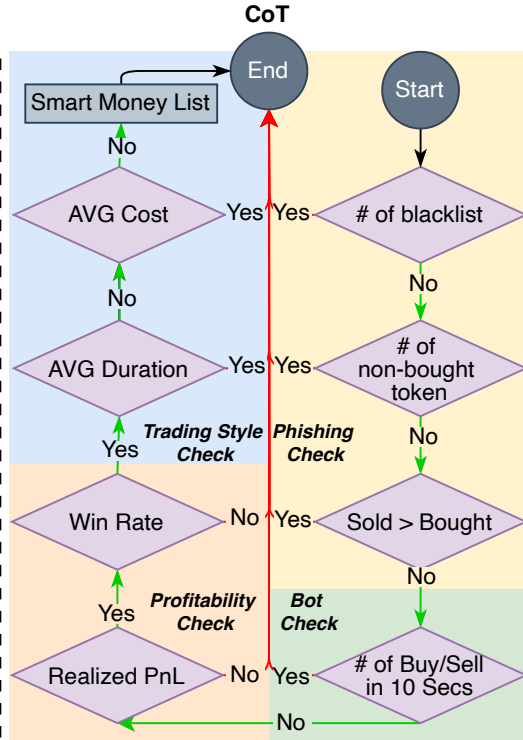 CoT
End
Start
Smart Money List
No
AVG Cost
Yes
Yes
# of blacklist
No
No
AVG Duration
Yes
Yes
# of
non-bought
token
Yes
Trading Style
Check
Phishing
Check
No
Win Rate
No
Yes
Sold > Bought
No
Yes
Profitability
Check
Bot
Check
Realized PnL
No
Yes
# of Buy/Sell
in 10 Secs
No